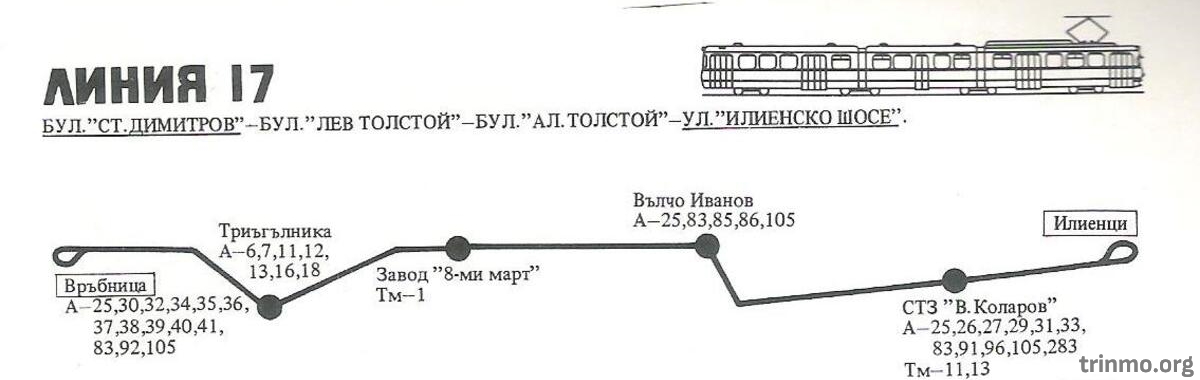 ЛИНИЯ 17
БУЛ."СТ.ДИМИТРОВ"–БУЛ."ЛЕВ ТОЛСТОЙ"–БУЛ."АЛ.ТОЛСТОЙ"–УЛ."ИЛИЕНСКО ШОСЕ".
Връбница
А–25,30,32,34,35,36,
37,38,39,40,41,
83,92,105
Триъгълника
А–6,7,11,12,
13,16,18
Завод "8-ми март"
Тм–1
Вълчо Иванов
А–25,83,85,86,105
Илиенци
СТЗ "В.Коларов"
А–25,26,27,29,31,33,
83,91,96,105,283
Тм–11,13
trinmo.org